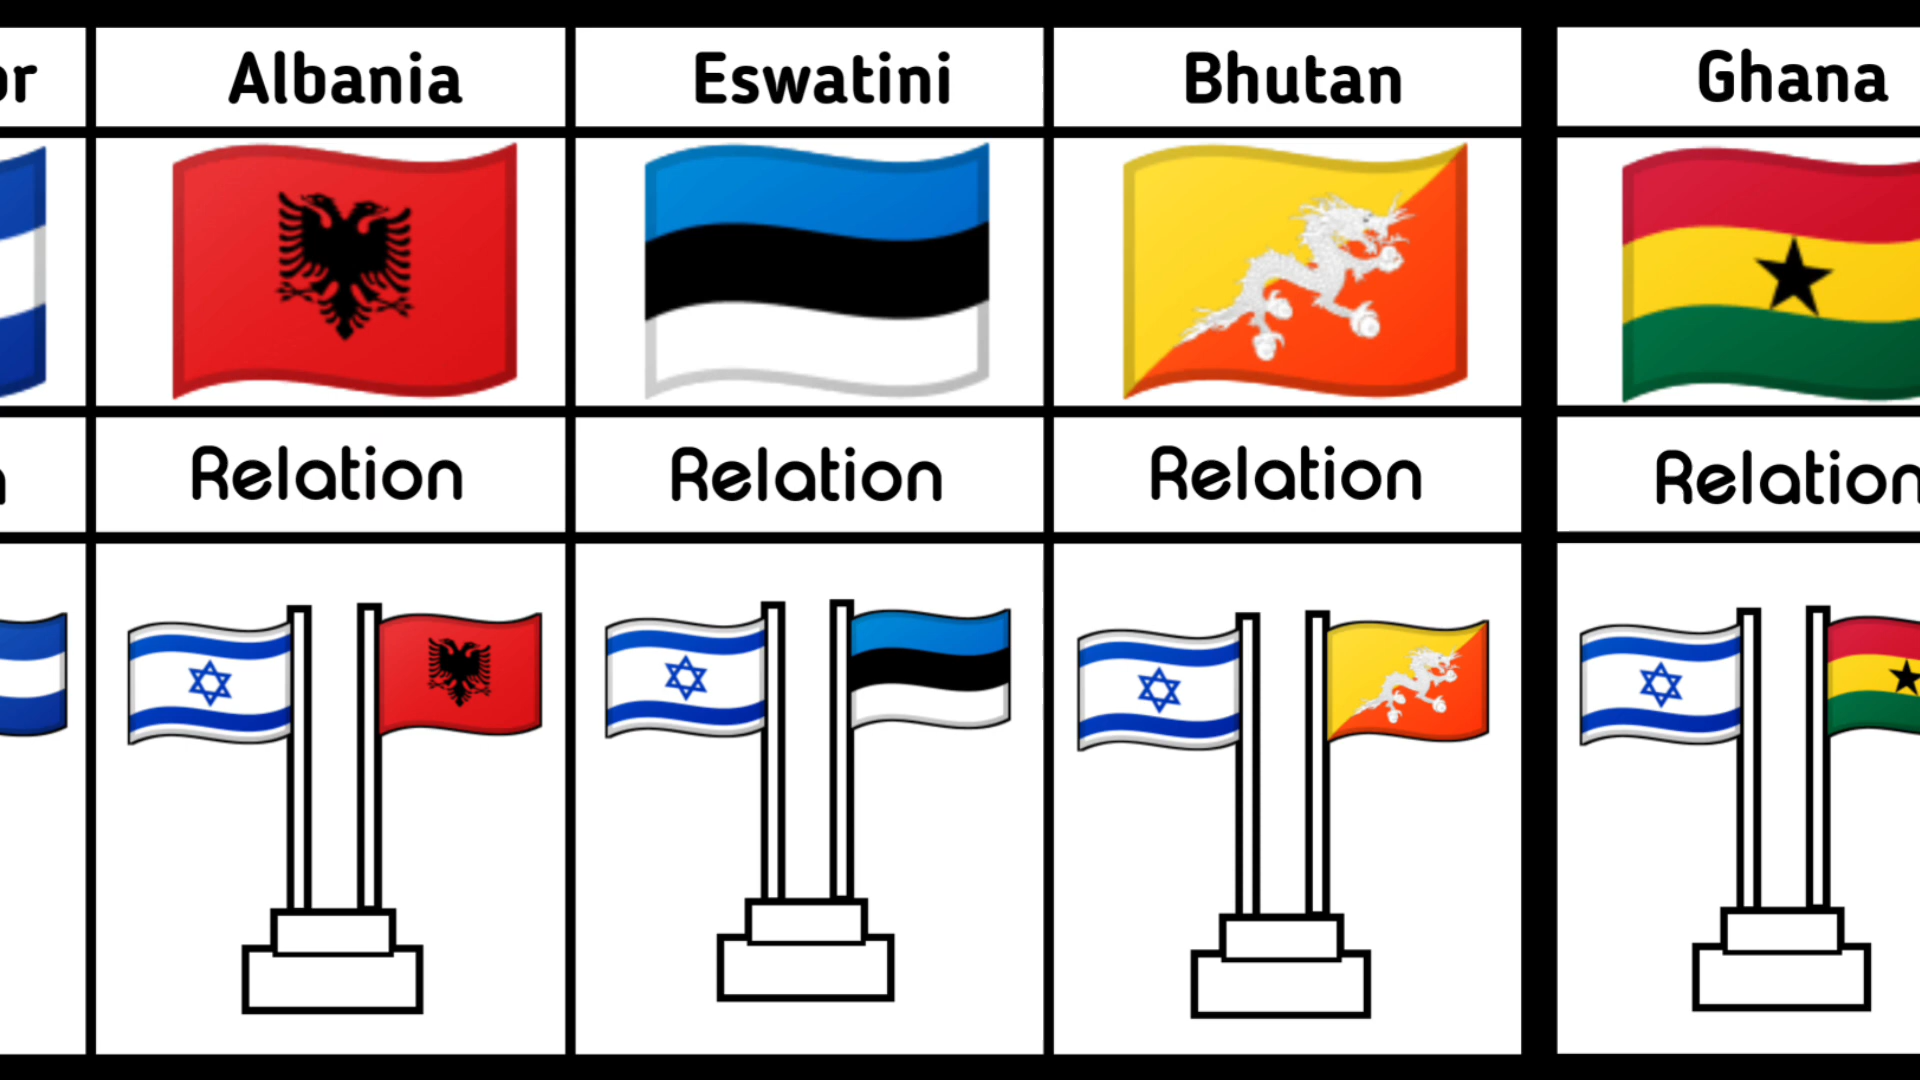 Albania
Eswatini
Bhutan
Ghana
Relation
Relation
Relation
Relation